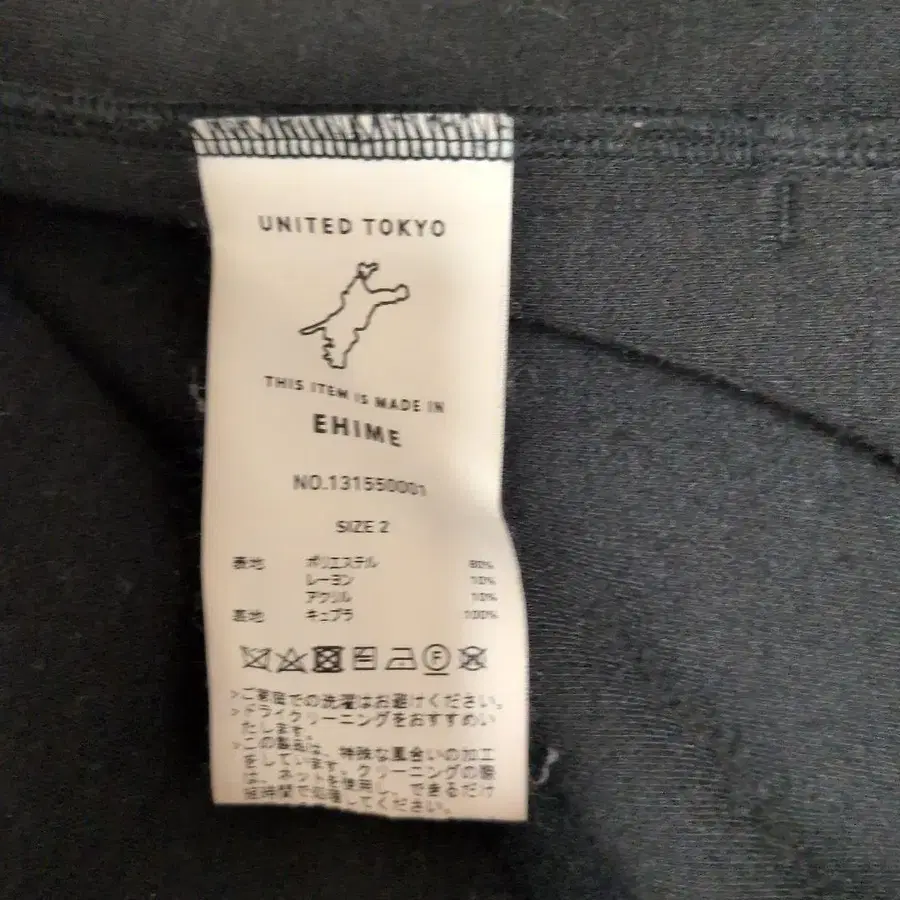 UNITED TOKYO
THIS ITEM IS MADE IN
EHIME
NO.131550001
SIZE 2
表地 ポリエステル 80%
レーヨン 10%
アクリル 10%
裏地 キュプラ 100%
F
>ご家庭での洗濯はお避けください。
>ドライクリーニングをおすすめい
たします。
>この製品は、特殊な風合いの加工
をしています。クリーニングの際
は、ネットを使用し、できるだけ
短時間で処理してください。